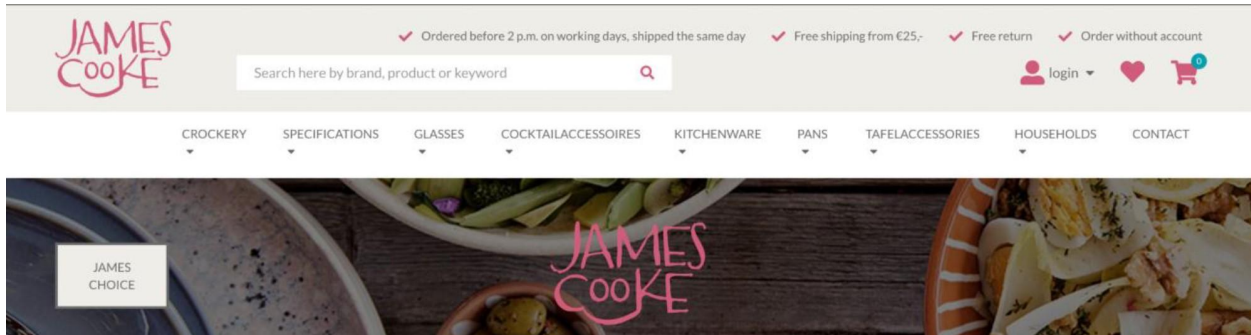 JAMES
COOKE
Ordered before 2 p.m. on working days, shipped the same day
Free shipping from €25,-
Free return
Order without account
Search here by brand, product or keyword
login
0
CROCKERY
SPECIFICATIONS
GLASSES
COCKTAILACCESSOIRES
KITCHENWARE
PANS
TAFELACCESSORIES
HOUSEHOLDS
CONTACT
JAMES
CHOICE
JAMES
COOKE